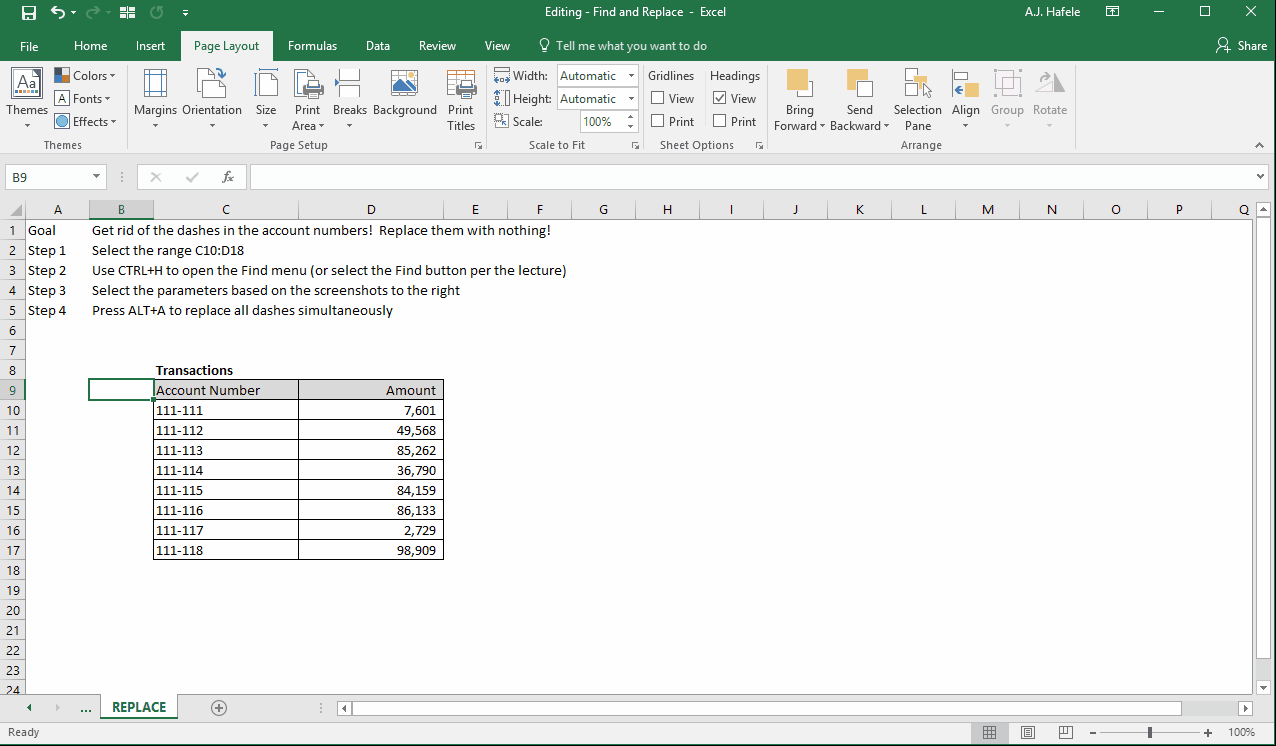 Editing - Find and Replace - Excel
A.J. Hafele
File Home Insert Page Layout Formulas Data Review View Tell me what you want to do Share
Themes Colors Fonts Effects
Themes
Margins Orientation Size Print Area Breaks Background Print Titles
Page Setup
Width: Automatic
Height: Automatic
Scale: 100%
Scale to Fit
Gridlines Headings
View View
Print Print
Sheet Options
Bring Forward Send Backward Selection Pane Align Group Rotate
Arrange
B9 fx
A B C D E F G H I J K L M N O P Q
1 Goal Get rid of the dashes in the account numbers! Replace them with nothing!
2 Step 1 Select the range C10:D18
3 Step 2 Use CTRL+H to open the Find menu (or select the Find button per the lecture)
4 Step 3 Select the parameters based on the screenshots to the right
5 Step 4 Press ALT+A to replace all dashes simultaneously
6
7
8 Transactions
9 Account Number Amount
10 111-111 7,601
11 111-112 49,568
12 111-113 85,262
13 111-114 36,790
14 111-115 84,159
15 111-116 86,133
16 111-117 2,729
17 111-118 98,909
18
19
20
21
22
23
24
... REPLACE
Ready 100%